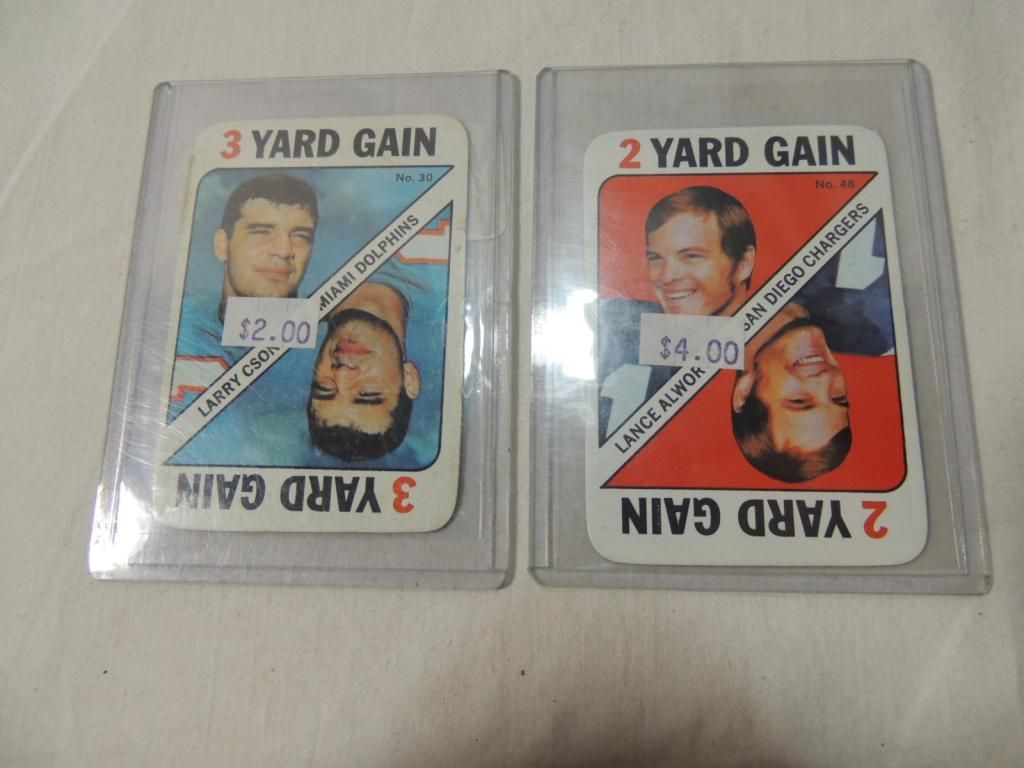 3 YARD GAIN
No. 30
MIAMI DOLPHINS
$2.00
LARRY CSON
3 YARD GAIN
2 YARD GAIN
No. 48
SAN DIEGO CHARGERS
$4.00
LANCE ALWOR
2 YARD GAIN